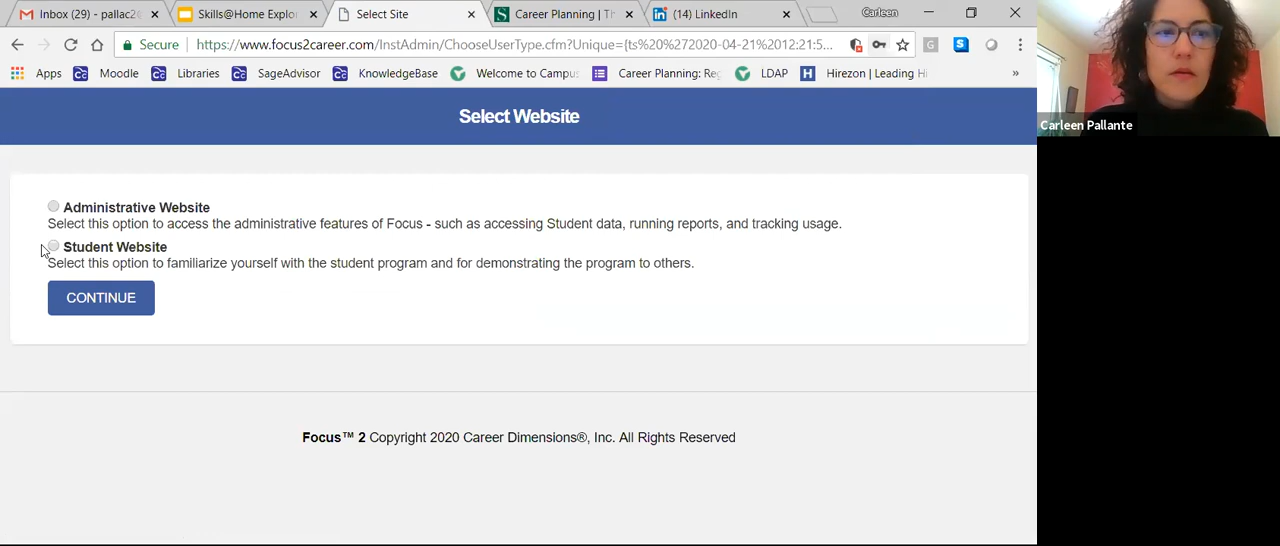 Inbox (29) - pallac2@
Skills@Home Explo
Select Site
Career Planning | Th
(14) LinkedIn
Carleen
Secure
https://www.focus2career.com/InstAdmin/ChooseUserType.cfm?Unique={ts%20%272020-04-21%2012:21:5...
Apps
Moodle
Libraries
SageAdvisor
KnowledgeBase
Welcome to Campu
Career Planning: Reg
LDAP
Hirezon | Leading Hi
»
Select Website
Carleen Pallante
Administrative Website
Select this option to access the administrative features of Focus - such as accessing Student data, running reports, and tracking usage.
Student Website
Select this option to familiarize yourself with the student program and for demonstrating the program to others.
CONTINUE
Focus™ 2 Copyright 2020 Career Dimensions®, Inc. All Rights Reserved